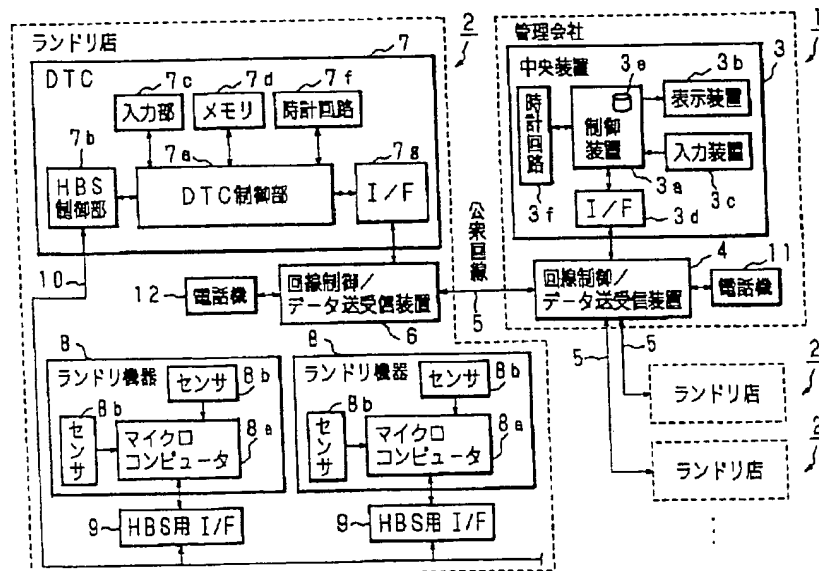 ランドリ店
2
7
DTC
7c
7d
7f
入力部
メモリ
時計回路
7b
7a
7g
HBS
制御部
DTC制御部
I/F
10
12
電話機
回線制御/
データ送受信装置
6
公衆回線
5
管理会社
1
3
中央装置
3e
3b
時計回路
制御
装置
表示装置
入力装置
3f
3a
3c
I/F
3d
4
11
回線制御/
データ送受信装置
電話機
5
5
2
ランドリ店
2
ランドリ店
8
ランドリ機器
センサ
8b
8b
センサ
マイクロ
コンピュータ
8a
9
HBS用 I/F
8
ランドリ機器
センサ
8b
8b
センサ
マイクロ
コンピュータ
8a
9
HBS用 I/F